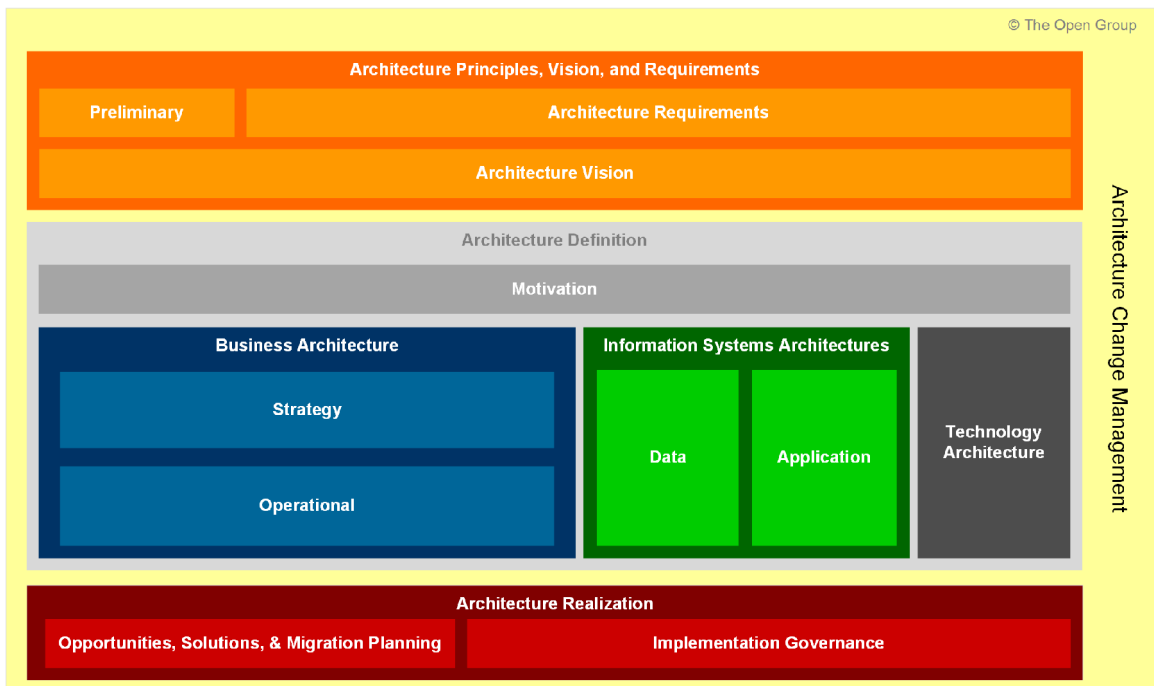 © The Open Group
Architecture Principles, Vision, and Requirements
Preliminary
Architecture Requirements
Architecture Vision
Architecture Definition
Motivation
Business Architecture
Strategy
Operational
Information Systems Architectures
Data
Application
Technology
Architecture
Architecture Realization
Opportunities, Solutions, & Migration Planning
Implementation Governance
Architecture Change Management